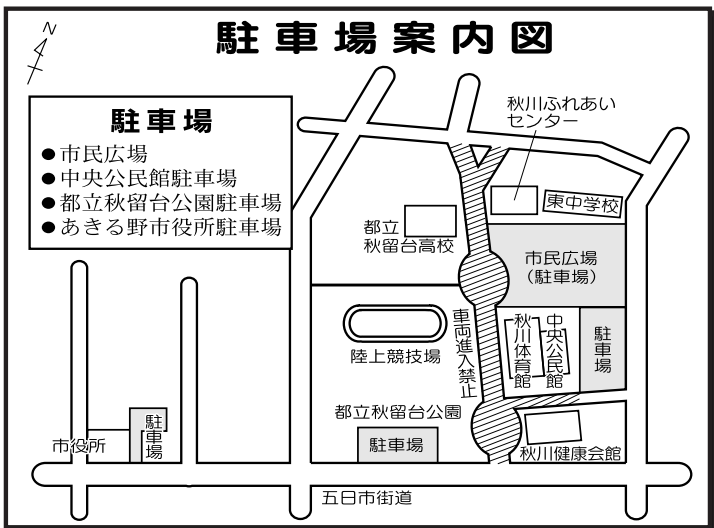 駐車場案内図
N
駐車場
●市民広場
●中央公民館駐車場
●都立秋留台公園駐車場
●あきる野市役所駐車場
秋川ふれあい
センター
東中学校
都立
秋留台高校
市民広場
（駐車場）
車両進入禁止
秋川体育館
中央公民館
駐車場
陸上競技場
都立秋留台公園
駐車場
駐車場
市役所
秋川健康会館
五日市街道